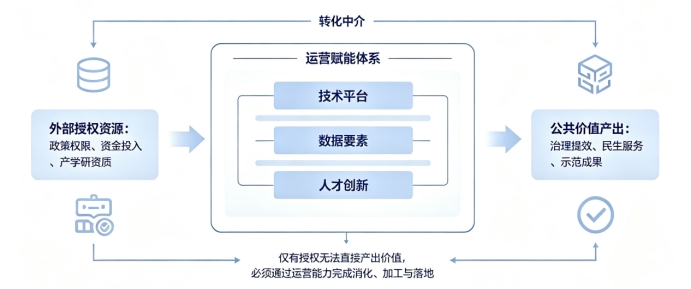 转化中介
运营赋能体系
外部授权资源：
政策权限、资金投入
、产学研资质
技术平台
数据要素
人才创新
公共价值产出：
治理提效、民生服务
、示范成果
仅有授权无法直接产出价值，
必须通过运营能力完成消化、加工与落地